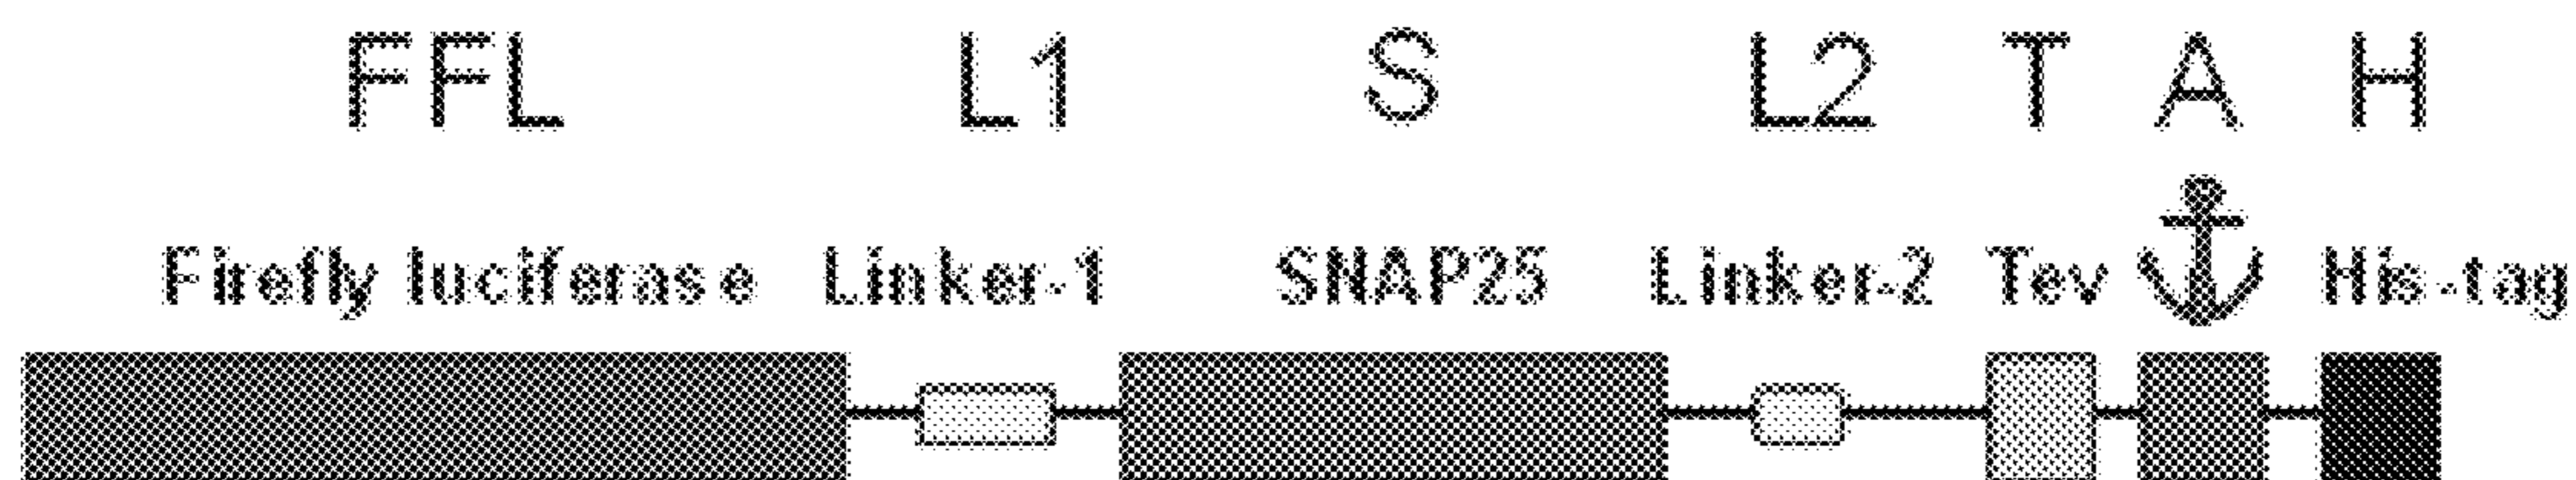 FFL L1 S L2 T A H
Firefly luciferase Linker-1 SNAP25 Linker-2 Tev His-tag